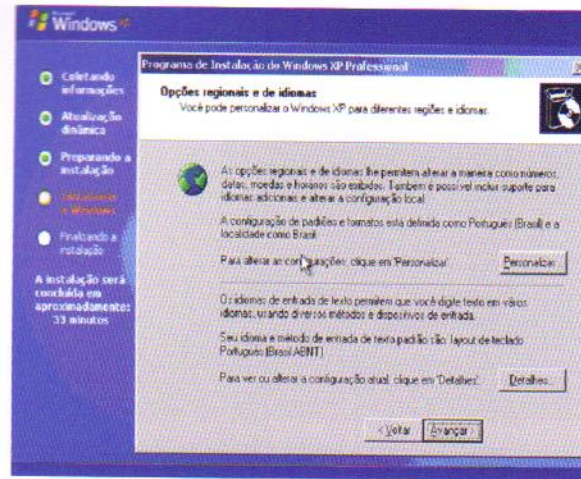 Microsoft
Windows xp
Coletando
informações
Atualização
dinâmica
Preparando a
instalação
Instalando
o Windows
Finalizando a
instalação
A instalação será
concluída em
aproximadamente:
33 minutos
Programa de Instalação do Windows XP Professional
Opções regionais e de idiomas
Você pode personalizar o Windows XP para diferentes regiões e idiomas.
As opções regionais e de idiomas lhe permitem alterar a maneira como números,
datas, moedas e horários são exibidos. Também é possível incluir suporte para
idiomas adicionais e alterar a configuração local.
A configuração de padrões e formatos está definida como Português (Brasil) e a
localidade como Brasil.
Para alterar as configurações, clique em 'Personalizar'.
Personalizar...
Os idiomas de entrada de texto permitem que você digite texto em vários
idiomas, usando diversos métodos e dispositivos de entrada.
Seu idioma e método de entrada de texto padrão são: layout de teclado
Português (Brasil ABNT)
Para ver ou alterar a configuração atual, clique em 'Detalhes'.
Detalhes...
< Voltar
Avançar >